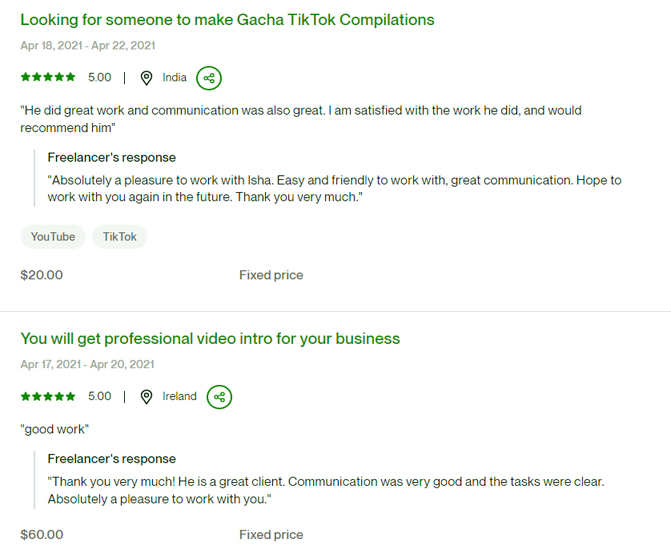 Looking for someone to make Gacha TikTok Compilations
Apr 18, 2021 - Apr 22, 2021
5.00 | India
"He did great work and communication was also great. I am satisfied with the work he did, and would
recommend him"
Freelancer's response
"Absolutely a pleasure to work with Isha. Easy and friendly to work with, great communication. Hope to
work with you again in the future. Thank you very much."
YouTube TikTok
$20.00 Fixed price
You will get professional video intro for your business
Apr 17, 2021 - Apr 20, 2021
5.00 | Ireland
"good work"
Freelancer's response
"Thank you very much! He is a great client. Communication was very good and the tasks were clear.
Absolutely a pleasure to work with you."
$60.00 Fixed price